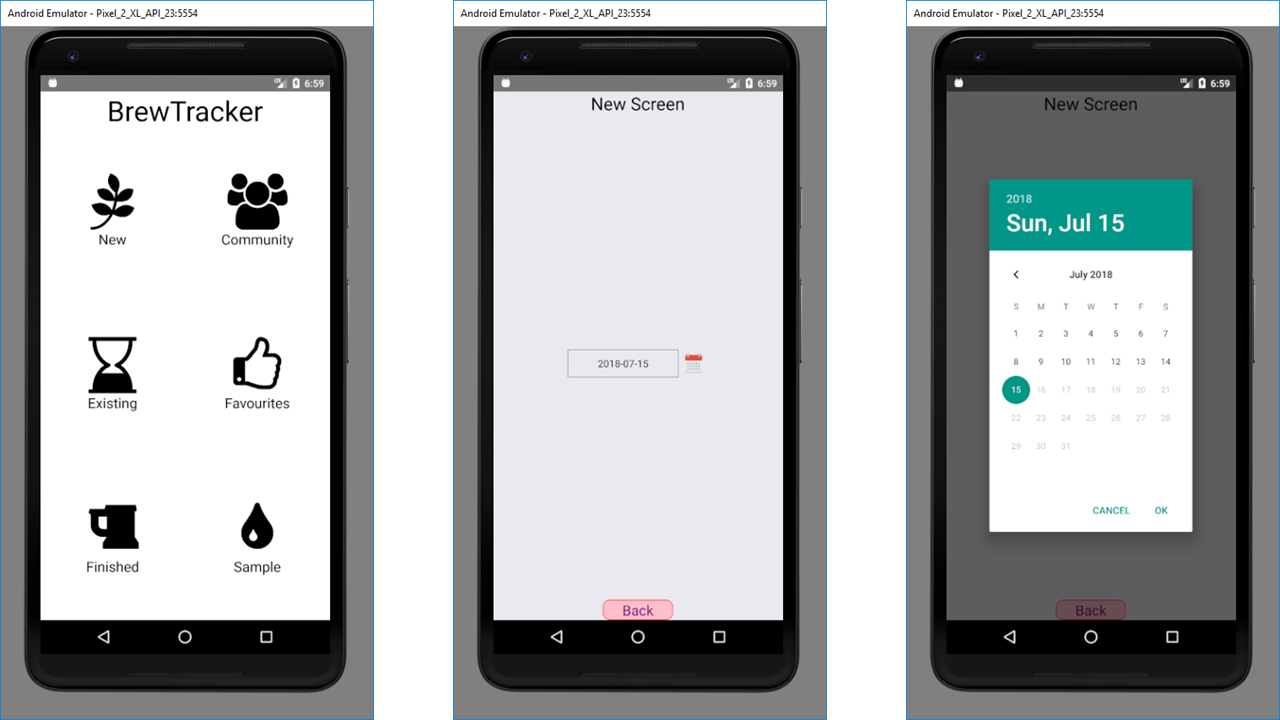 Android Emulator - Pixel_2_XL_API_23:5554
LTE 6:59
BrewTracker
New Community
Existing Favourites
Finished Sample
Android Emulator - Pixel_2_XL_API_23:5554
LTE 6:59
New Screen
2018-07-15
Back
Android Emulator - Pixel_2_XL_API_23:5554
LTE 6:59
New Screen
2018
Sun, Jul 15
July 2018
S M T W T F S
1 2 3 4 5 6 7
8 9 10 11 12 13 14
15 16 17 18 19 20 21
22 23 24 25 26 27 28
29 30 31
CANCEL OK
Back